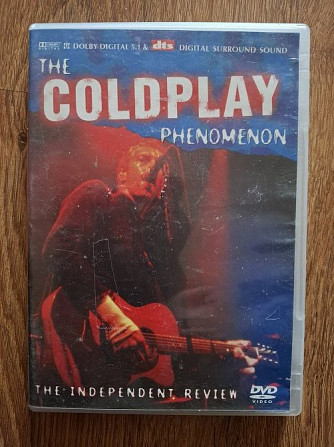 DOLBY DIGITAL 5.1 & dts DIGITAL SURROUND SOUND
THE
COLDPLAY
PHENOMENON
THE INDEPENDENT REVIEW
DVD
VIDEO